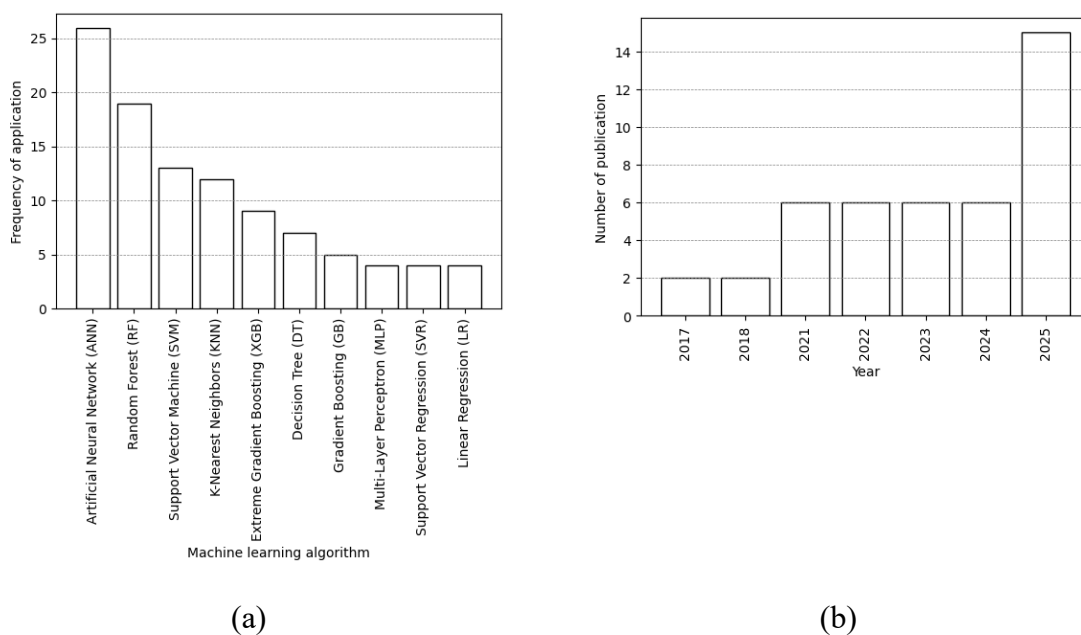 25
20
15
10
5
0
Frequency of application
Artificial Neural Network (ANN)
Random Forest (RF)
Support Vector Machine (SVM)
K-Nearest Neighbors (KNN)
Extreme Gradient Boosting (XGB)
Decision Tree (DT)
Gradient Boosting (GB)
Multi-Layer Perceptron (MLP)
Support Vector Regression (SVR)
Linear Regression (LR)
Machine learning algorithm
(a)
14
12
10
8
6
4
2
0
Number of publication
2017
2018
2021
2022
2023
2024
2025
Year
(b)